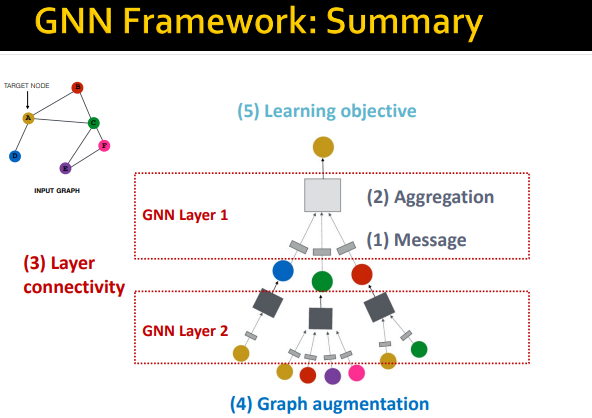 GNN Framework: Summary
TARGET NODE
B
A
C
F
D
E
INPUT GRAPH
(5) Learning objective
(2) Aggregation
GNN Layer 1
(1) Message
(3) Layer
connectivity
GNN Layer 2
(4) Graph augmentation